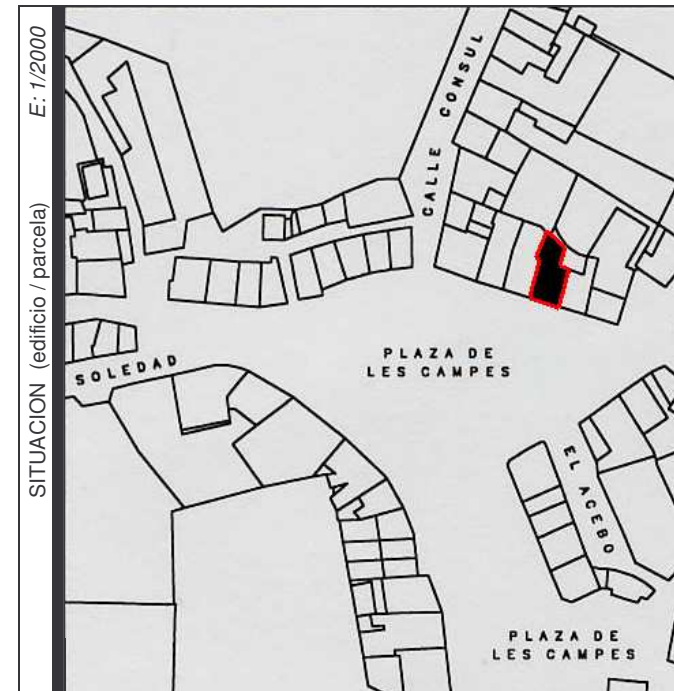 SITUACION (edificio / parcela) E: 1/2000
CALLE CONSUL
SOLEDAD
PLAZA DE
LES CAMPES
EL ACEBO
PLAZA DE
LES CAMPES